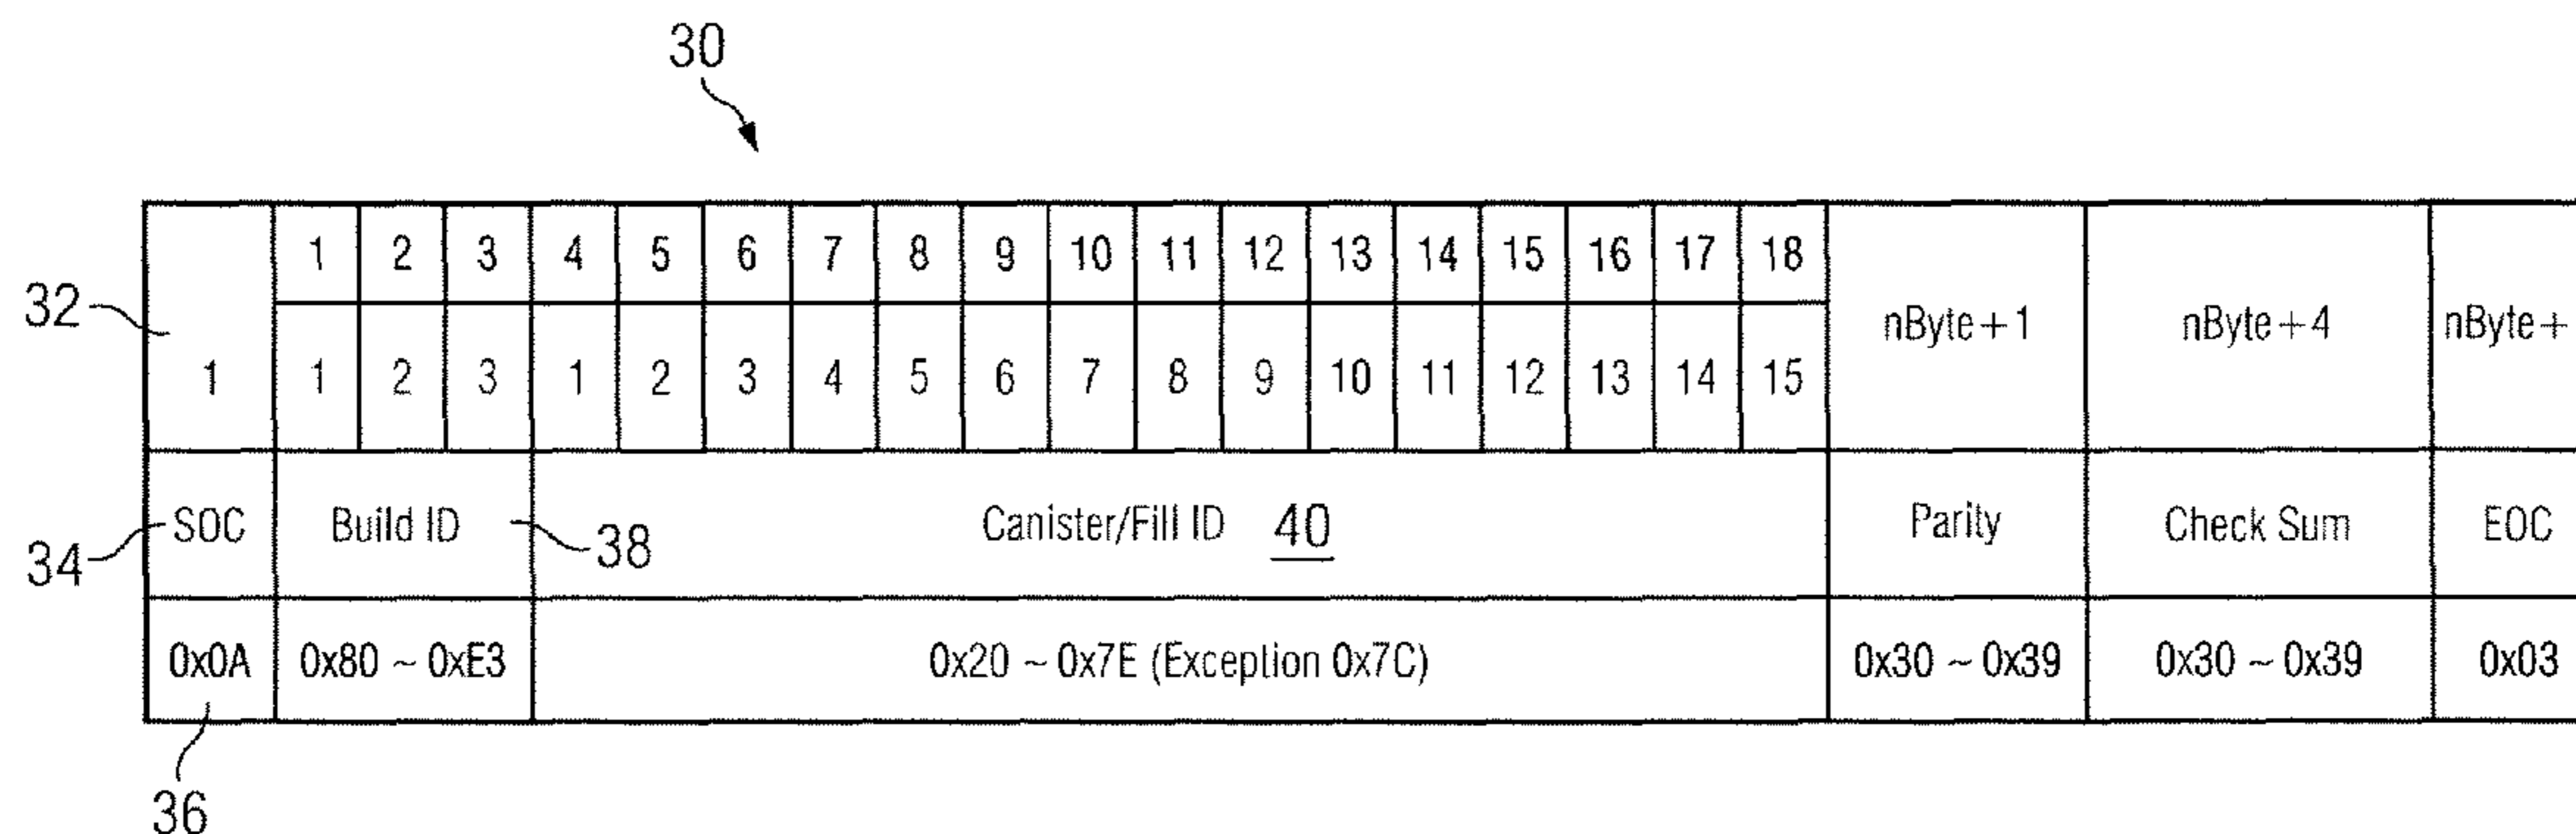 30
1 2 3 4 5 6 7 8 9 10 11 12 13 14 15 16 17 18
32 nByte+1 nByte+4 nByte+
1 1 2 3 1 2 3 4 5 6 7 8 9 10 11 12 13 14 15
34 SOC Build ID 38 Canister/Fill ID 40 Parity Check Sum EOC
0x0A 0x80 ~ 0xE3 0x20 ~ 0x7E (Exception 0x7C) 0x30 ~ 0x39 0x30 ~ 0x39 0x03
36